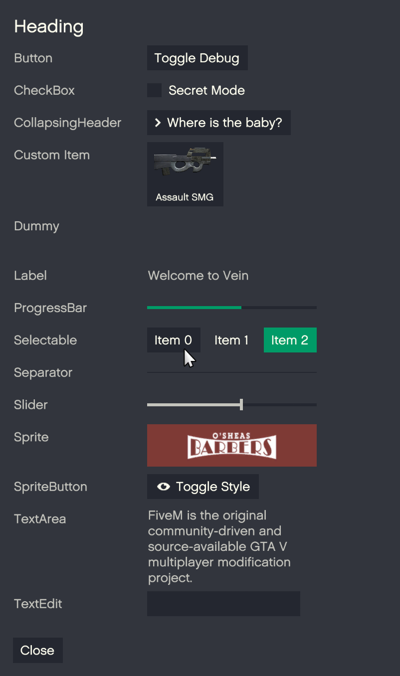 Heading
Button Toggle Debug
CheckBox Secret Mode
CollapsingHeader Where is the baby?
Custom Item
Assault SMG
Dummy
Label Welcome to Vein
ProgressBar
Selectable Item 0 Item 1 Item 2
Separator
Slider
Sprite O'SHEAS
BARBERS
SpriteButton Toggle Style
TextArea FiveM is the original
community-driven and
source-available GTA V
multiplayer modification
project.
TextEdit
Close